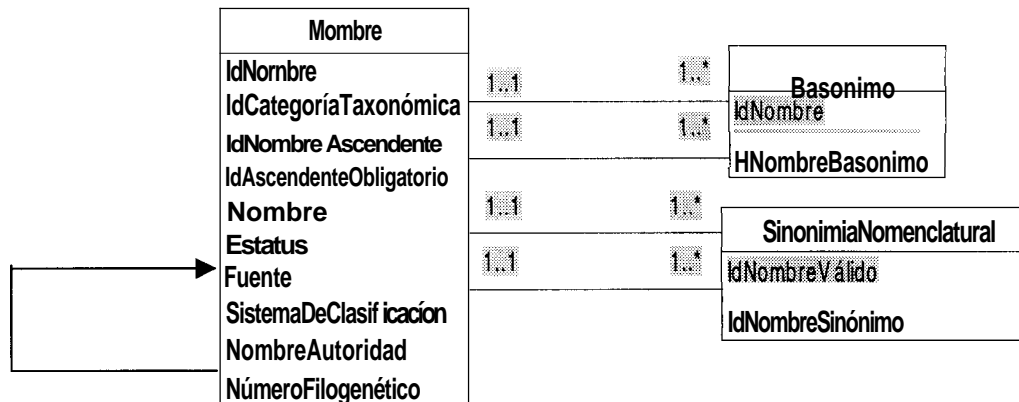 Mombre
IdNornbre
IdCategoríaTaxonómica
IdNombre Ascendente
IdAscendenteObligatorio
Nombre
Estatus
Fuente
SistemaDeClasif icacíon
NombreAutoridad
NúmeroFilogenético
1..1 1..*
1..1 1..*
1..1 1..*
1..1 1..*
Basonimo
IdNombre
HNombreBasonimo
SinonimiaNomenclatural
IdNombreVálido
IdNombreSinónimo